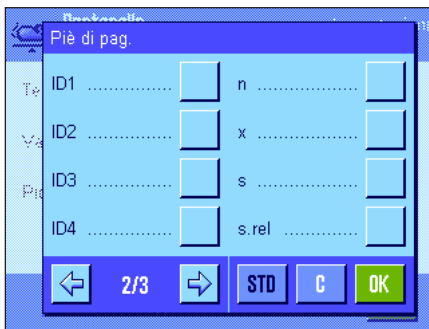 Piè di pag.
ID1 ................ n ...................
ID2 ................ x ...................
ID3 ................ s ...................
ID4 ................ s.rel ..............
2/3 STD C OK